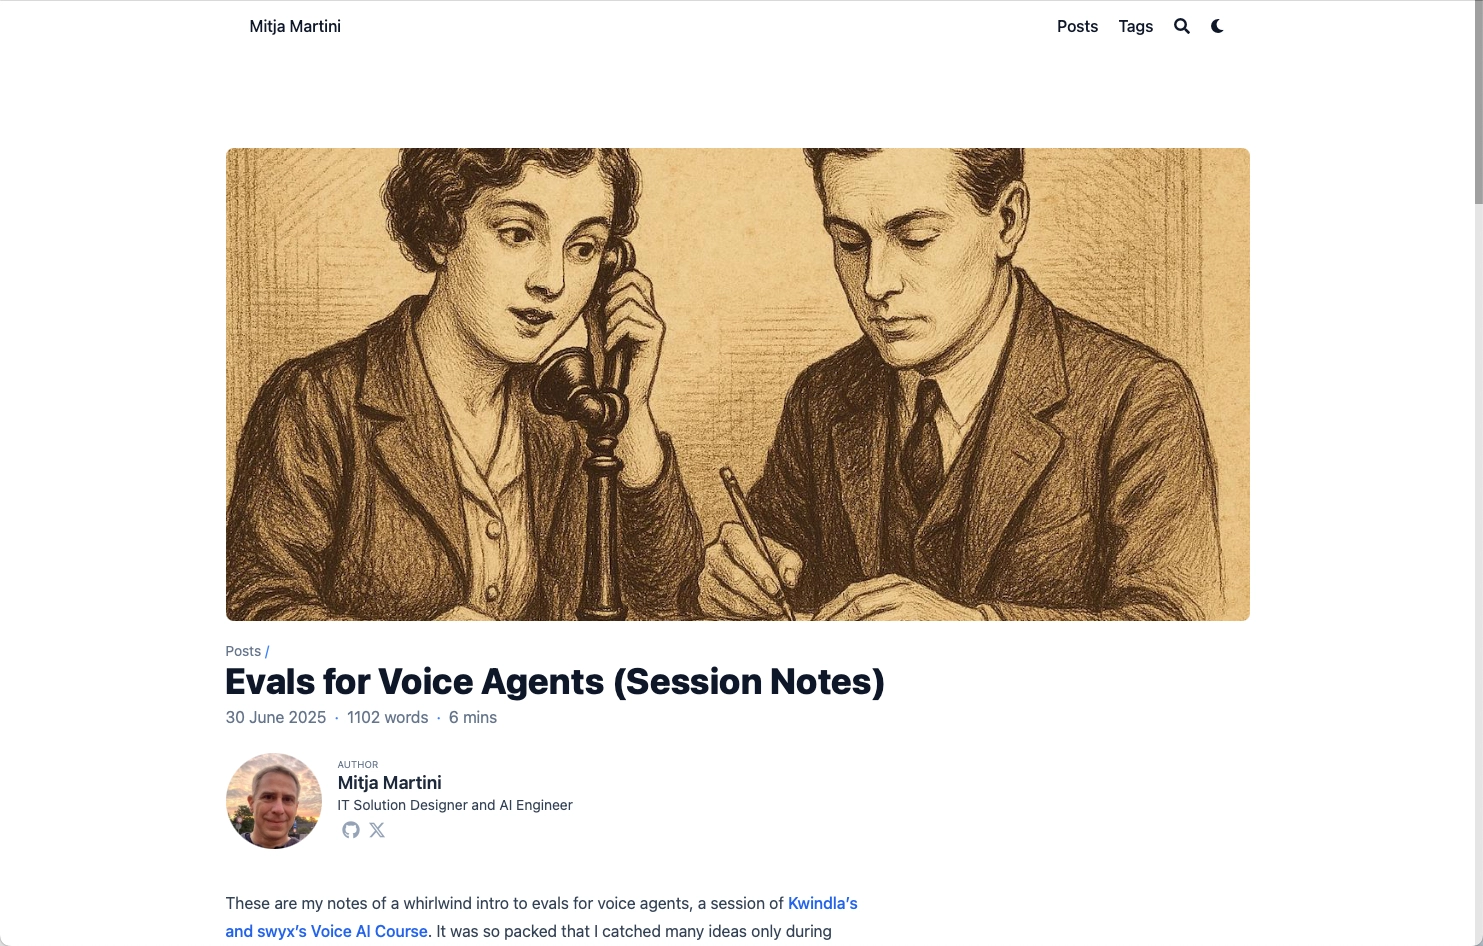 Mitja Martini
Posts Tags
Posts /
Evals for Voice Agents (Session Notes)
30 June 2025 · 1102 words · 6 mins
AUTHOR
Mitja Martini
IT Solution Designer and AI Engineer
These are my notes of a whirlwind intro to evals for voice agents, a session of Kwindla’s
and swyx’s Voice AI Course. It was so packed that I catched many ideas only during